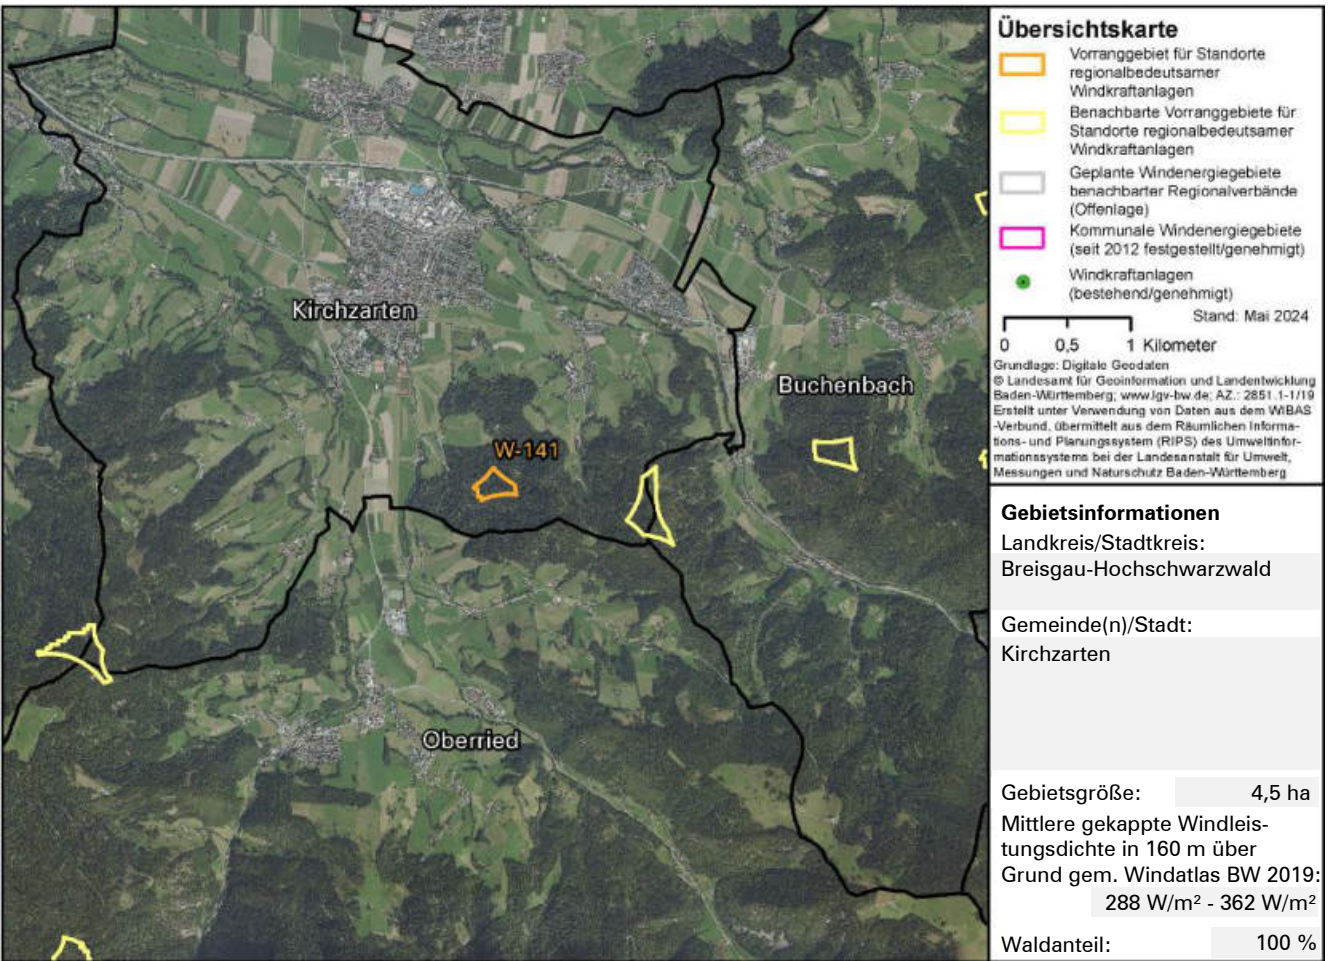 Kirchzarten
Buchenbach
W-141
Oberried
Übersichtskarte
Vorranggebiet für Standorte
regionalbedeutsamer
Windkraftanlagen
Benachbarte Vorranggebiete für
Standorte regionalbedeutsamer
Windkraftanlagen
Geplante Windenergiegebiete
benachbarter Regionalverbände
(Offenlage)
Kommunale Windenergiegebiete
(seit 2012 festgestellt/genehmigt)
Windkraftanlagen
(bestehend/genehmigt)
Stand: Mai 2024
0 0,5 1 Kilometer
Grundlage: Digitale Geodaten
© Landesamt für Geoinformation und Landentwicklung
Baden-Württemberg; www.lgv-bw.de; AZ.: 2851.1-1/19
Erstellt unter Verwendung von Daten aus dem WIBAS
-Verbund, übermittelt aus dem Räumlichen Informa-
tions- und Planungssystem (RIPS) des Umweltinfor-
mationssystems bei der Landesanstalt für Umwelt,
Messungen und Naturschutz Baden-Württemberg
Gebietsinformationen
Landkreis/Stadtkreis:
Breisgau-Hochschwarzwald
Gemeinde(n)/Stadt:
Kirchzarten
Gebietsgröße: 4,5 ha
Mittlere gekappte Windleis-
tungsdichte in 160 m über
Grund gem. Windatlas BW 2019:
288 W/m² - 362 W/m²
Waldanteil: 100 %